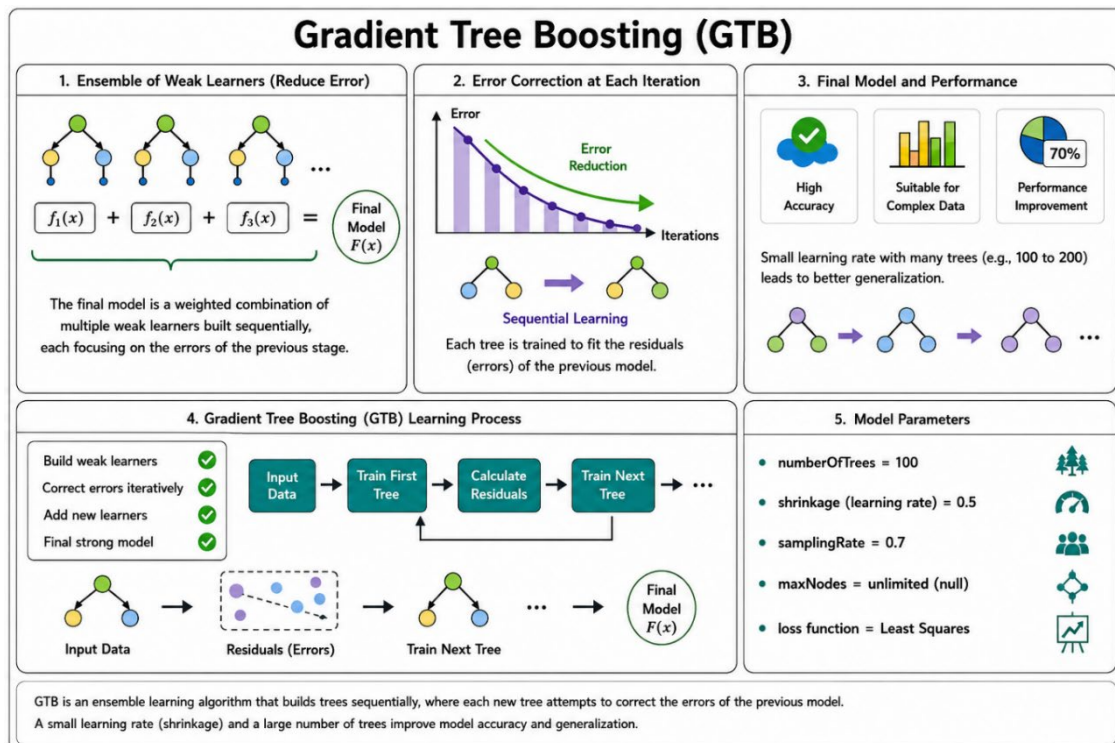 Gradient Tree Boosting (GTB)
1. Ensemble of Weak Learners (Reduce Error)
...
f₁(x) + f₂(x) + f₃(x) =
Final
Model
F(x)
The final model is a weighted combination of
multiple weak learners built sequentially,
each focusing on the errors of the previous stage.
2. Error Correction at Each Iteration
Error
Error
Reduction
Iterations
Sequential Learning
Each tree is trained to fit the residuals
(errors) of the previous model.
3. Final Model and Performance
High
Accuracy
Suitable for
Complex Data
70%
Performance
Improvement
Small learning rate with many trees (e.g., 100 to 200)
leads to better generalization.
...
4. Gradient Tree Boosting (GTB) Learning Process
Build weak learners
Correct errors iteratively
Add new learners
Final strong model
Input
Data
Train First
Tree
Calculate
Residuals
Train Next
Tree
...
Input Data
Residuals (Errors)
Train Next Tree
...
Final
Model
F(x)
5. Model Parameters
• numberOfTrees = 100
• shrinkage (learning rate) = 0.5
• samplingRate = 0.7
• maxNodes = unlimited (null)
• loss function = Least Squares
GTB is an ensemble learning algorithm that builds trees sequentially, where each new tree attempts to correct the errors of the previous model.
A small learning rate (shrinkage) and a large number of trees improve model accuracy and generalization.